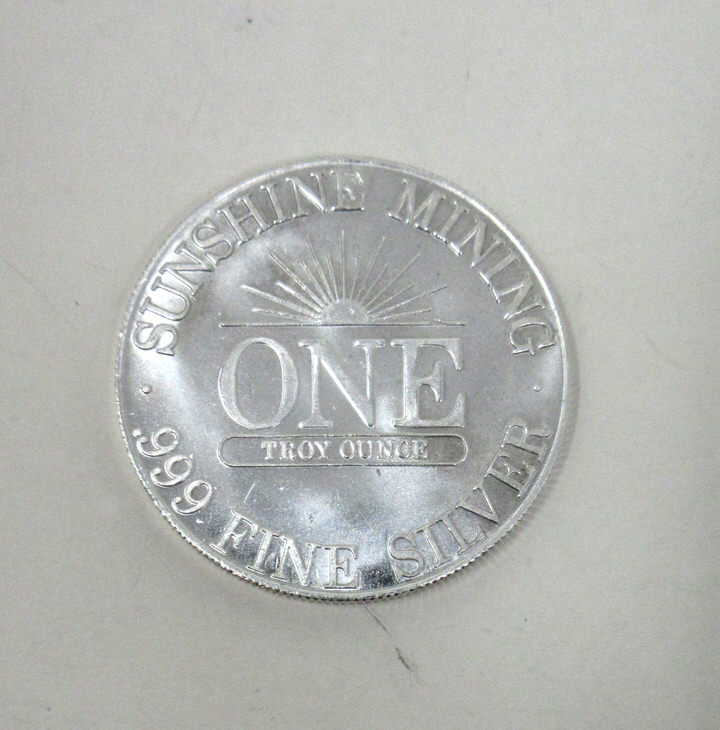 SUNSHINE MINING
ONE
TROY OUNCE
.999 FINE SILVER